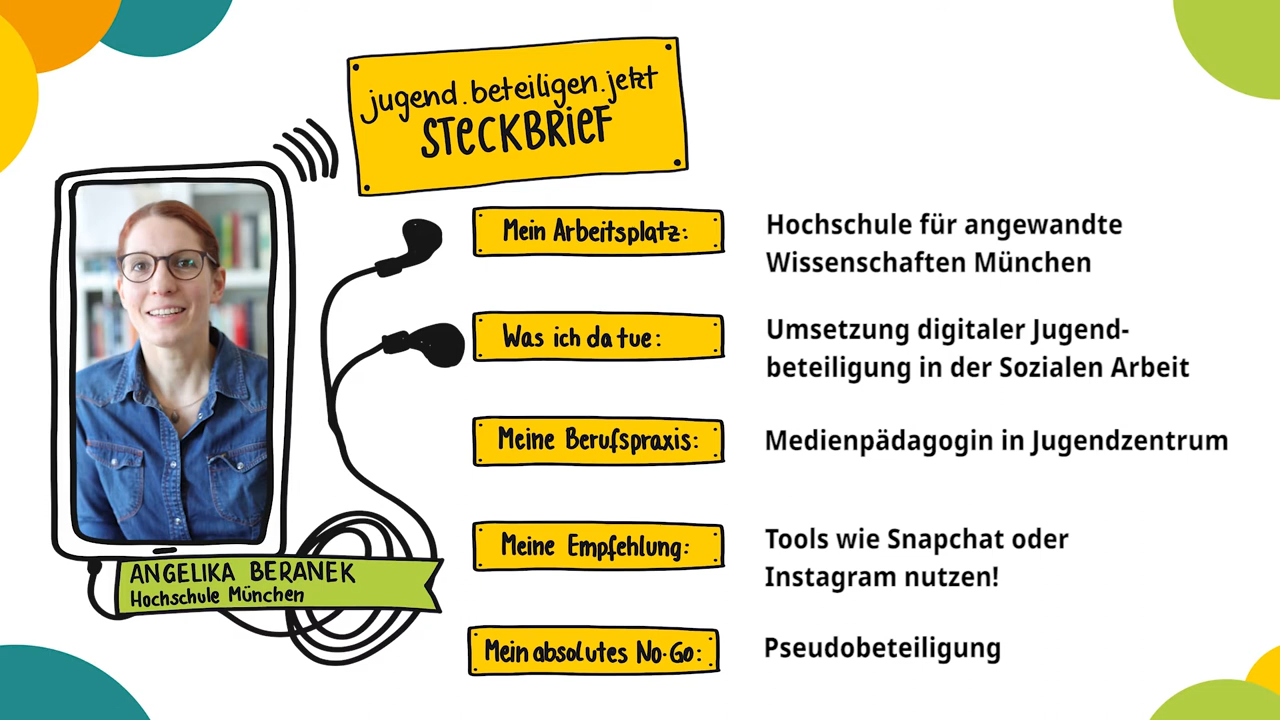 jugend.beteiligen.jetzt
STECKBRIEF
Mein Arbeitsplatz:
Hochschule für angewandte
Wissenschaften München
Was ich da tue:
Umsetzung digitaler Jugend-
beteiligung in der Sozialen Arbeit
Meine Berufspraxis:
Medienpädagogin in Jugendzentrum
Meine Empfehlung:
Tools wie Snapchat oder
Instagram nutzen!
Mein absolutes No-Go:
Pseudobeteiligung
ANGELIKA BERANEK
Hochschule München